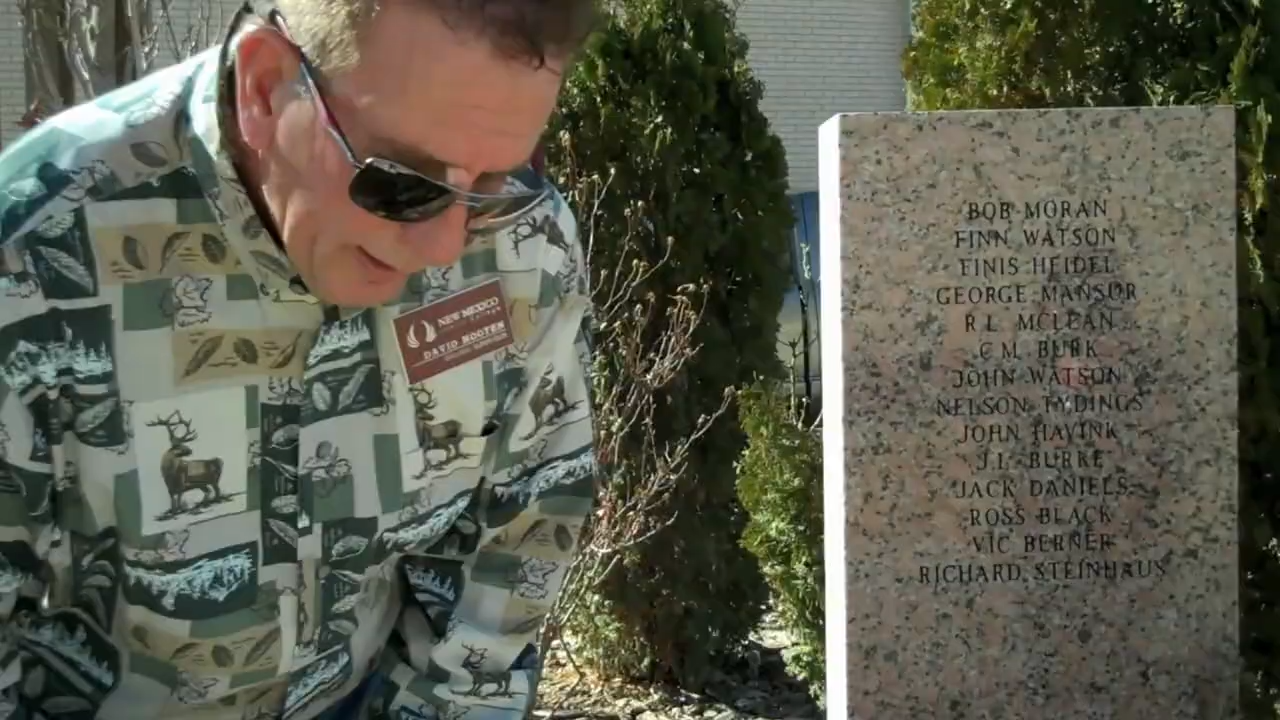 NEW MEXICO
DAVID HOOTEN
BOB MORAN
FINN WATSON
FINIS HEIDEL
GEORGE MANSUR
R L MCLEAN
C M BURK
JOHN WATSON
NELSON TYDINGS
JOHN HAVINK
J L BURKE
JACK DANIELS
ROSS BLACK
VIC BERNER
RICHARD STEINHAUS